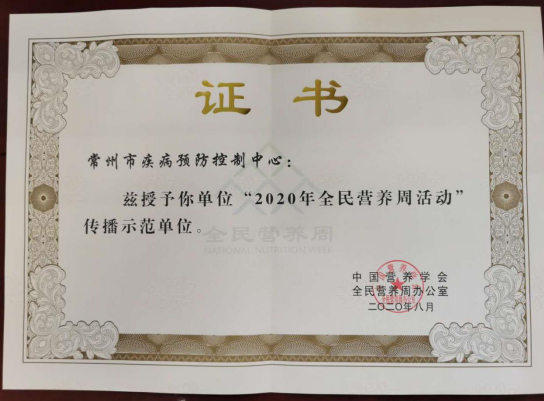 证书
常州市疾病预防控制中心：
兹授予你单位“2020年全民营养周活动”
传播示范单位。
全民营养周
NATIONAL NUTRITION WEEK
中国营养学会
全民营养周办公室
二〇二〇年八月